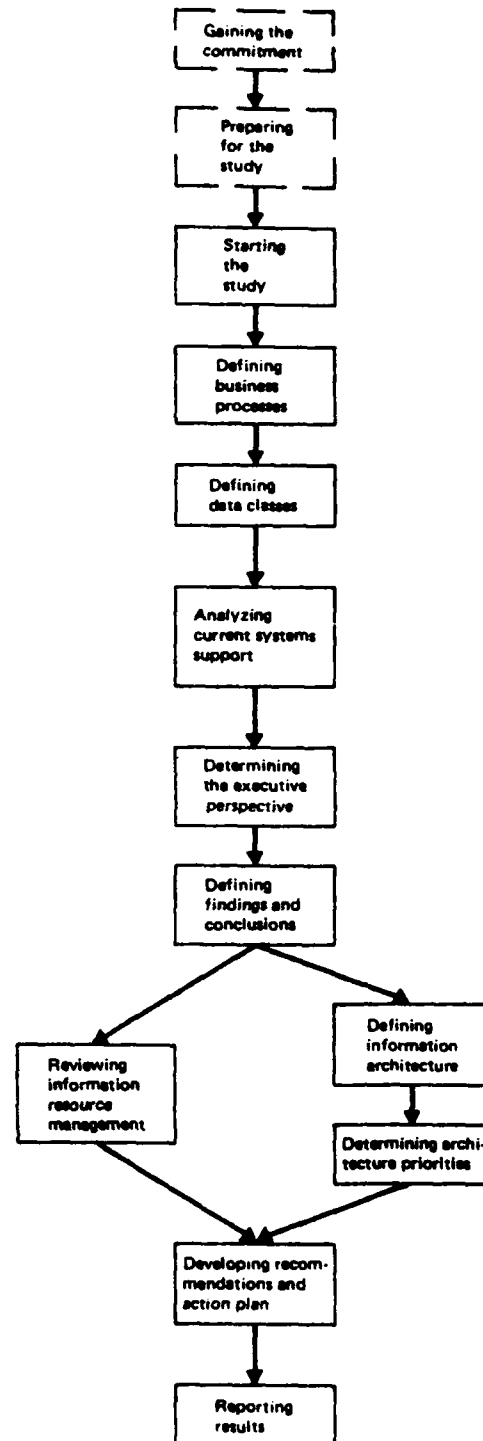 Gaining the
commitment
Preparing
for the
study
Starting
the
study
Defining
business
processes
Defining
data classes
Analyzing
current systems
support
Determining
the executive
perspective
Defining
findings and
conclusions
Reviewing
information
resource
management
Defining
information
architecture
Determining archi-
tecture priorities
Developing recom-
mendations and
action plan
Reporting
results